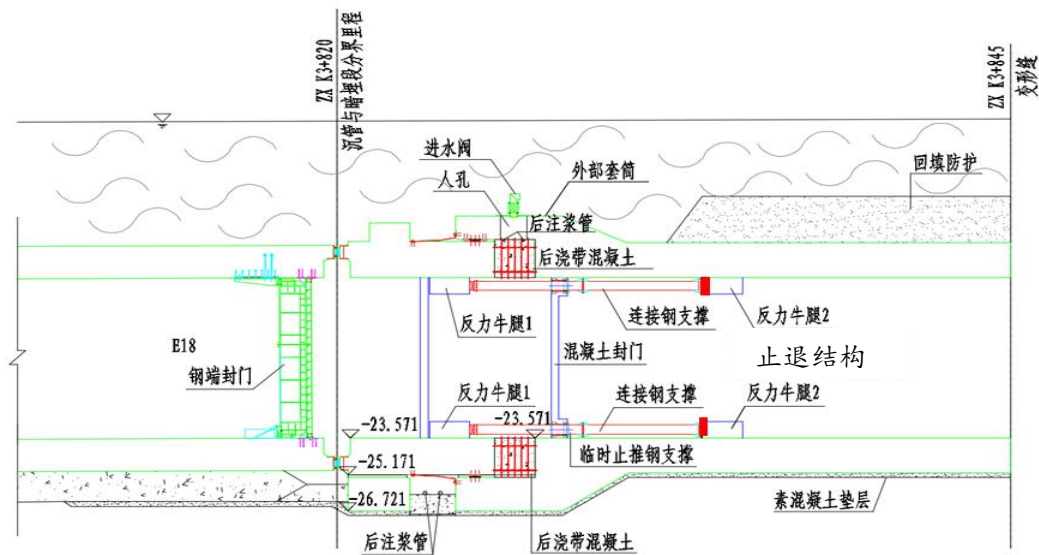 ZX K3+820
沉管与暗埋段分界里程
ZX K3+845
变形缝
进水阀
人孔
外部套筒
回填防护
后注浆管
后浇带混凝土
反力牛腿1
连接钢支撑
反力牛腿2
E18
钢端封门
混凝土封门
止退结构
反力牛腿1
-23.571
连接钢支撑
反力牛腿2
-23.571
临时止推钢支撑
-25.171
-26.721
素混凝土垫层
后注浆管
后浇带混凝土